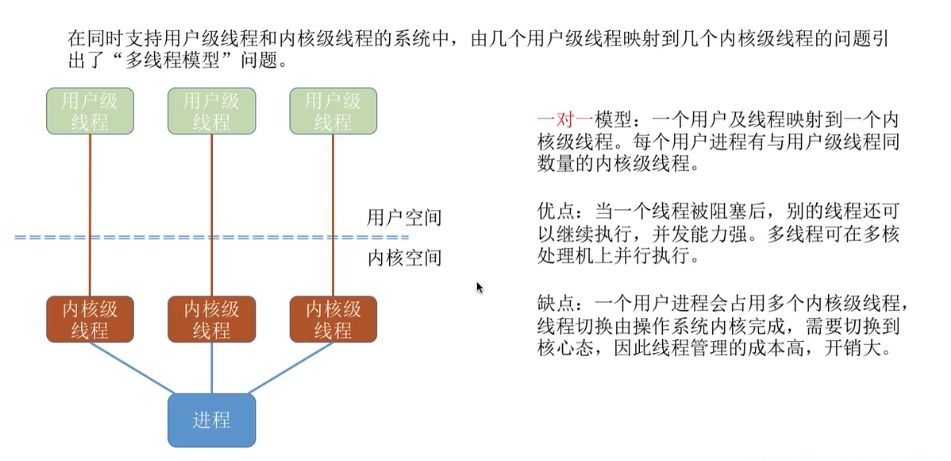 在同时支持用户级线程和内核级线程的系统中，由几个用户级线程映射到几个内核级线程的问题引
出了“多线程模型”问题。
用户级
线程
用户级
线程
用户级
线程
一对一模型：一个用户及线程映射到一个内
核级线程。每个用户进程有与用户级线程同
数量的内核级线程。
用户空间
内核空间
优点：当一个线程被阻塞后，别的线程还可
以继续执行，并发能力强。多线程可在多核
处理机上并行执行。
内核级
线程
内核级
线程
内核级
线程
缺点：一个用户进程会占用多个内核级线程，
线程切换由操作系统内核完成，需要切换到
核心态，因此线程管理的成本高，开销大。
进程